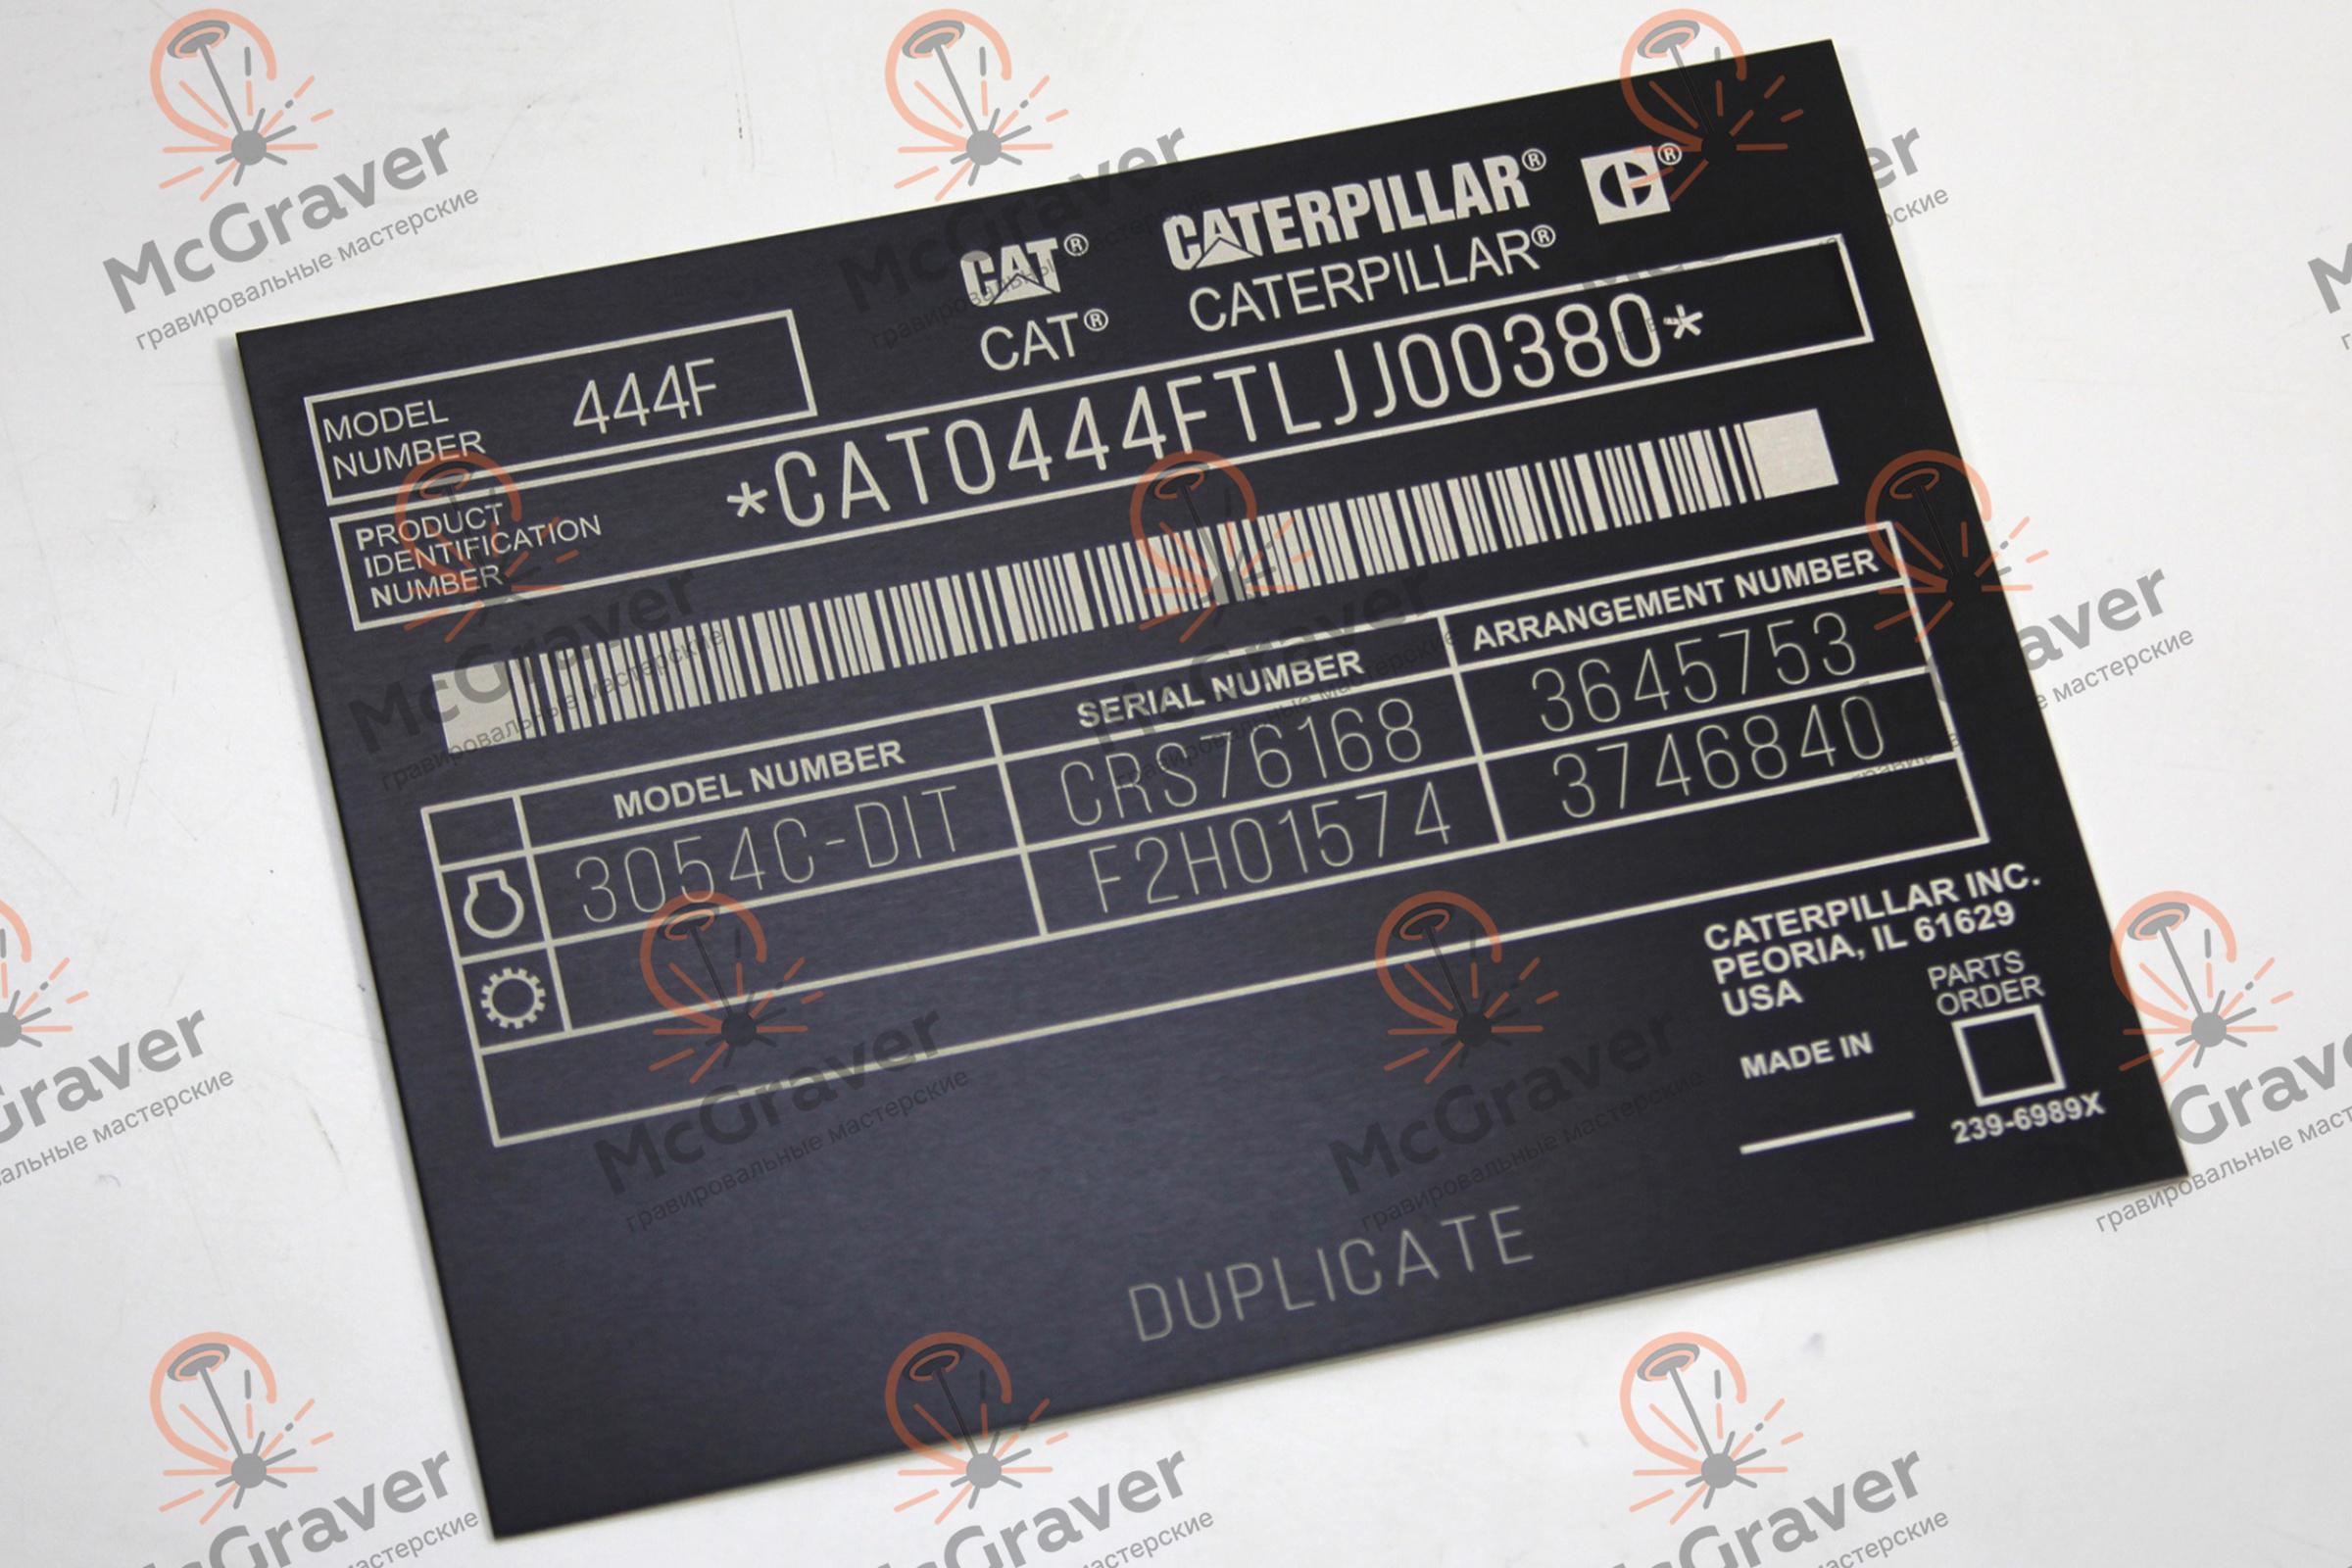 CAT® CATERPILLAR® ®
CAT® CATERPILLAR®
MODEL
NUMBER
444F
PRODUCT
IDENTIFICATION
NUMBER
*CAT0444FTLJJ00380*
MODEL NUMBER SERIAL NUMBER ARRANGEMENT NUMBER
3054C-DIT CRS76168 3645753
F2H01574 3746840
CATERPILLAR INC.
PEORIA, IL 61629
USA
PARTS
ORDER
MADE IN
239-6989X
DUPLICATE
McGraver
гравировальные мастерские